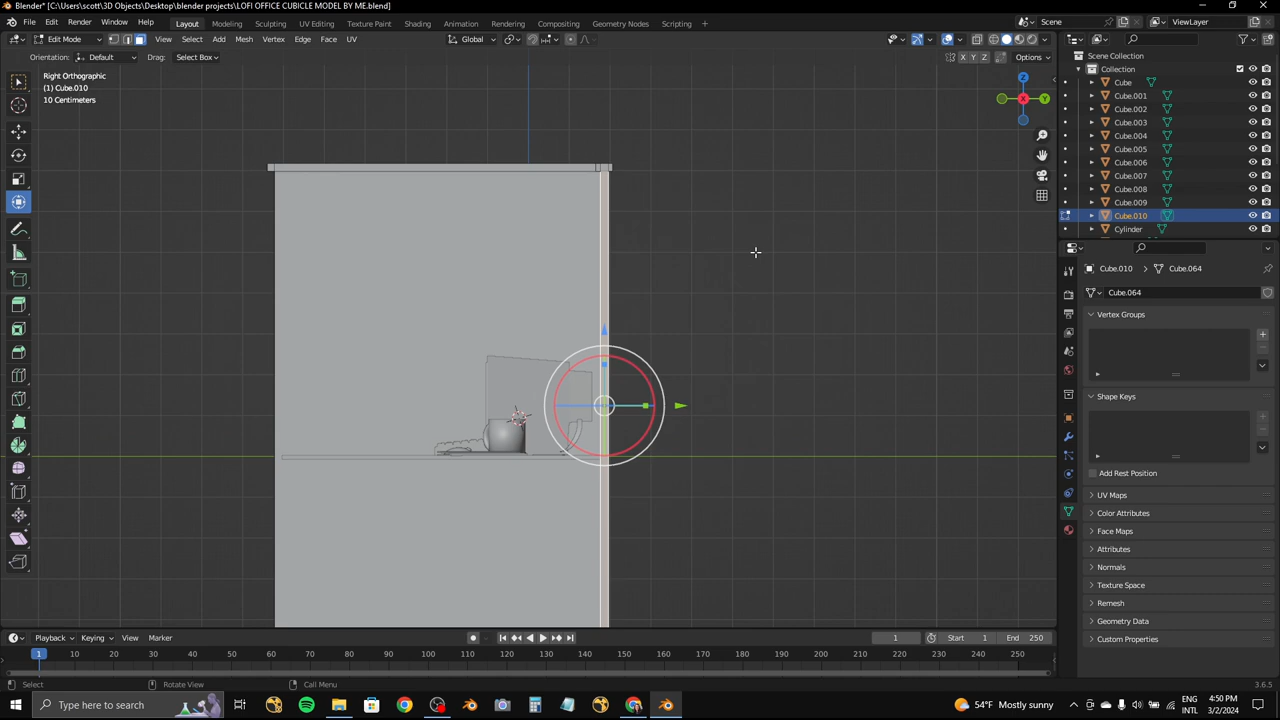 Blender* [C:\Users\scott\3D Objects\Desktop\blender projects\LOFI OFFICE CUBICLE MODEL BY ME.blend]
File Edit Render Window Help Layout Modeling Sculpting UV Editing Texture Paint Shading Animation Rendering Compositing Geometry Nodes Scripting + Scene ViewLayer
Edit Mode View Select Add Mesh Vertex Edge Face UV Global
Orientation: Default Drag: Select Box X Y Z Options
Right Orthographic
(1) Cube.010
10 Centimeters
Z
X
Y
Scene Collection
Collection
Cube
Cube.001
Cube.002
Cube.003
Cube.004
Cube.005
Cube.006
Cube.007
Cube.008
Cube.009
Cube.010
Cylinder
Cube.010 Cube.064
Cube.064
Vertex Groups
Shape Keys
Add Rest Position
UV Maps
Color Attributes
Face Maps
Attributes
Normals
Texture Space
Remesh
Geometry Data
Custom Properties
Playback Keying View Marker 1 Start 1 End 250
1 10 20 30 40 50 60 70 80 90 100 110 120 130 140 150 160 170 180 190 200 210 220 230 240 250
Select Rotate View Call Menu 3.6.5
Type here to search 54°F Mostly sunny ENG INTL 4:50 PM 3/2/2024